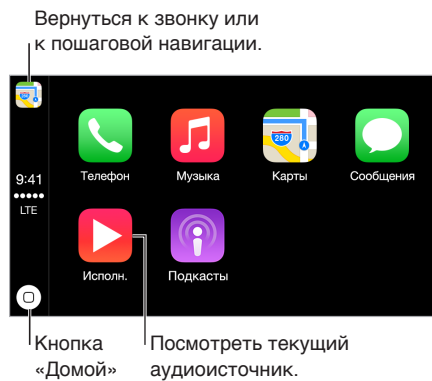 Вернуться к звонку или
к пошаговой навигации.
280
280
Телефон
Музыка
Карты
Сообщения
9:41
LTE
Исполн.
Подкасты
Кнопка
«Домой»
Посмотреть текущий
аудиоисточник.